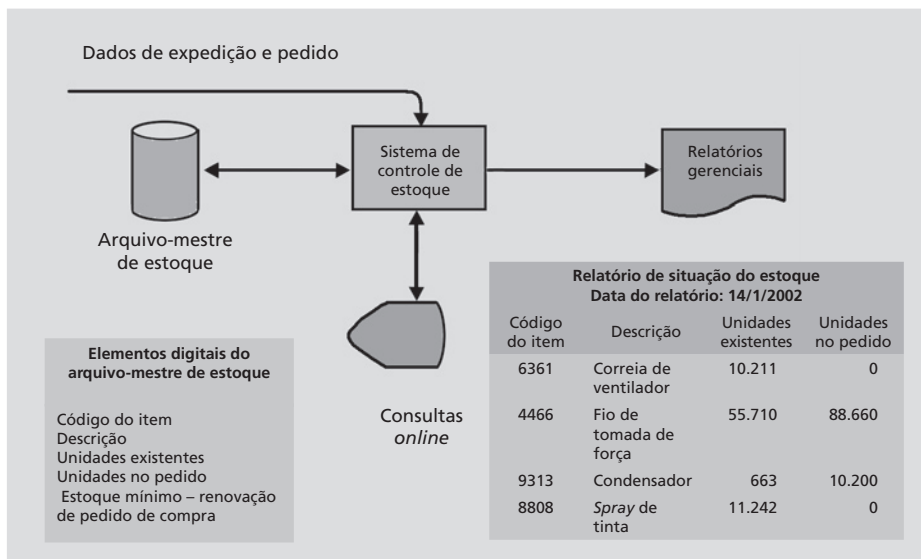 Dados de expedição e pedido
Sistema de
controle de
estoque
Relatórios
gerenciais
Arquivo-mestre
de estoque
Consultas
online
Elementos digitais do
arquivo-mestre de estoque
Código do item
Descrição
Unidades existentes
Unidades no pedido
Estoque mínimo – renovação
de pedido de compra
Relatório de situação do estoque
Data do relatório: 14/1/2002
Código do item Descrição Unidades existentes Unidades no pedido
6361 Correia de ventilador 10.211 0
4466 Fio de tomada de força 55.710 88.660
9313 Condensador 663 10.200
8808 Spray de tinta 11.242 0